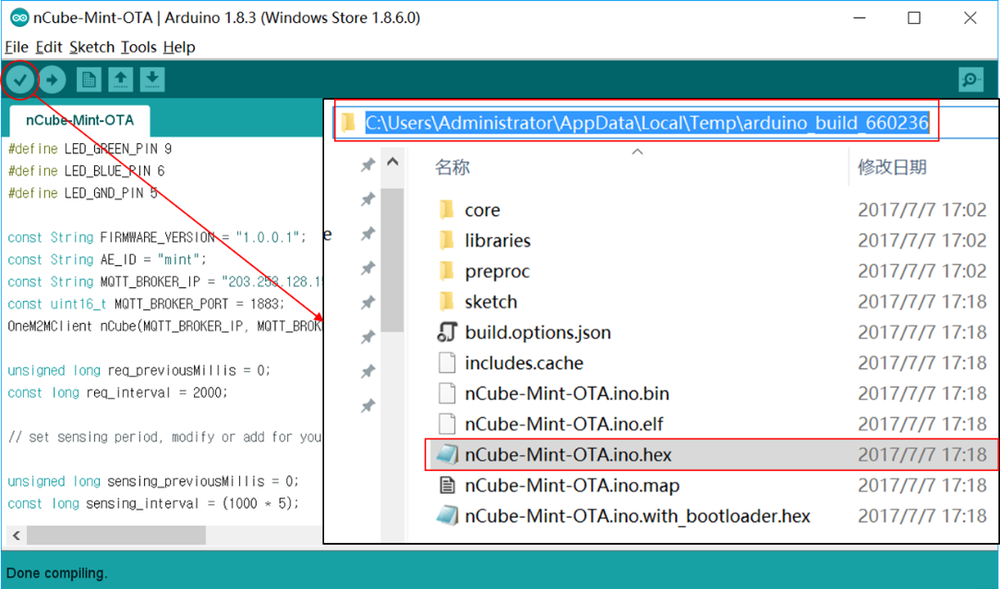 nCube-Mint-OTA | Arduino 1.8.3 (Windows Store 1.8.6.0)
File Edit Sketch Tools Help
nCube-Mint-OTA
#define LED_GREEN_PIN 9
#define LED_BLUE_PIN 6
#define LED_GND_PIN 5
const String FIRMWARE_VERSION = "1.0.0.1";
const String AE_ID = "mint";
const String MQTT_BROKER_IP = "203.253.128.15
const uint16_t MQTT_BROKER_PORT = 1883;
OneM2MClient nCube(MQTT_BROKER_IP, MQTT_BROK
unsigned long req_previousMillis = 0;
const long req_interval = 2000;
// set sensing period, modify or add for you
unsigned long sensing_previousMillis = 0;
const long sensing_interval = (1000 * 5);
Done compiling.
C:\Users\Administrator\AppData\Local\Temp\arduino_build_660236
e
名称 修改日期
core 2017/7/7 17:02
libraries 2017/7/7 17:02
preproc 2017/7/7 17:02
sketch 2017/7/7 17:18
build.options.json 2017/7/7 17:18
includes.cache 2017/7/7 17:18
nCube-Mint-OTA.ino.bin 2017/7/7 17:18
nCube-Mint-OTA.ino.elf 2017/7/7 17:18
nCube-Mint-OTA.ino.hex 2017/7/7 17:18
nCube-Mint-OTA.ino.map 2017/7/7 17:18
nCube-Mint-OTA.ino.with_bootloader.hex 2017/7/7 17:18